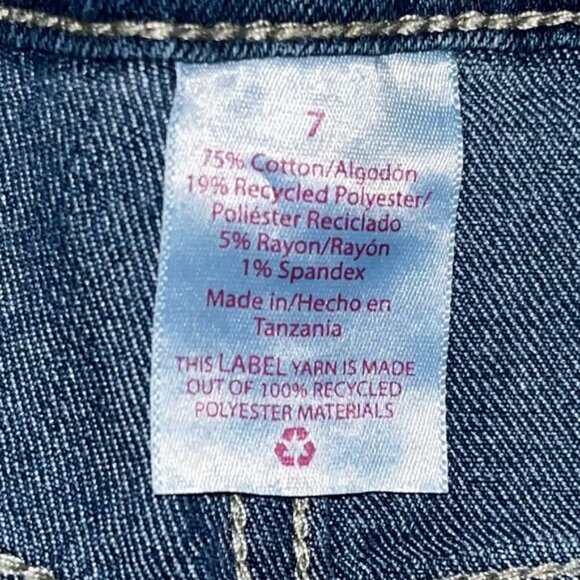 7
75% Cotton/Algodón
19% Recycled Polyester/
Poliéster Reciclado
5% Rayon/Rayón
1% Spandex
Made in/Hecho en
Tanzania
THIS LABEL YARN IS MADE
OUT OF 100% RECYCLED
POLYESTER MATERIALS